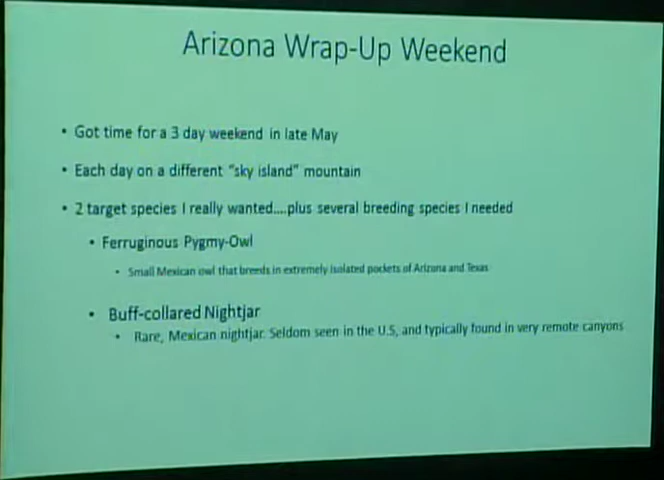 Arizona Wrap-Up Weekend
• Got time for a 3 day weekend in late May
• Each day on a different "sky island" mountain
• 2 target species I really wanted....plus several breeding species I needed
• Ferruginous Pygmy-Owl
• Small Mexican owl that breeds in extremely isolated pockets of Arizona and Texas
• Buff-collared Nightjar
• Rare, Mexican nightjar. Seldom seen in the U.S, and typically found in very remote canyons